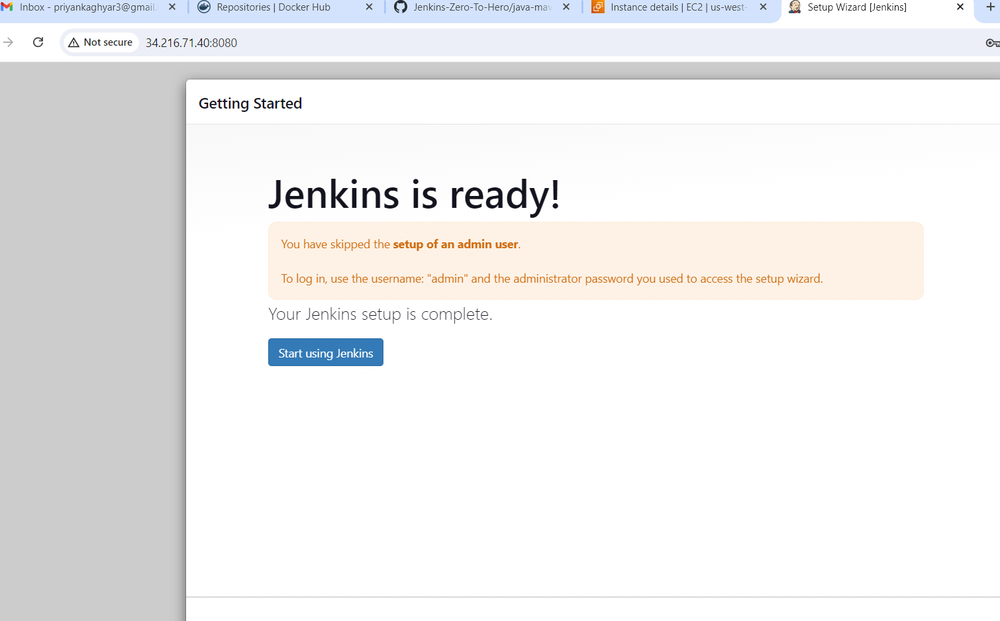 Inbox - priyankaghyar3@gmail.
Repositories | Docker Hub
Jenkins-Zero-To-Hero/java-mav
Instance details | EC2 | us-west-
Setup Wizard [Jenkins]
Not secure
34.216.71.40:8080
Getting Started
Jenkins is ready!
You have skipped the setup of an admin user.
To log in, use the username: "admin" and the administrator password you used to access the setup wizard.
Your Jenkins setup is complete.
Start using Jenkins